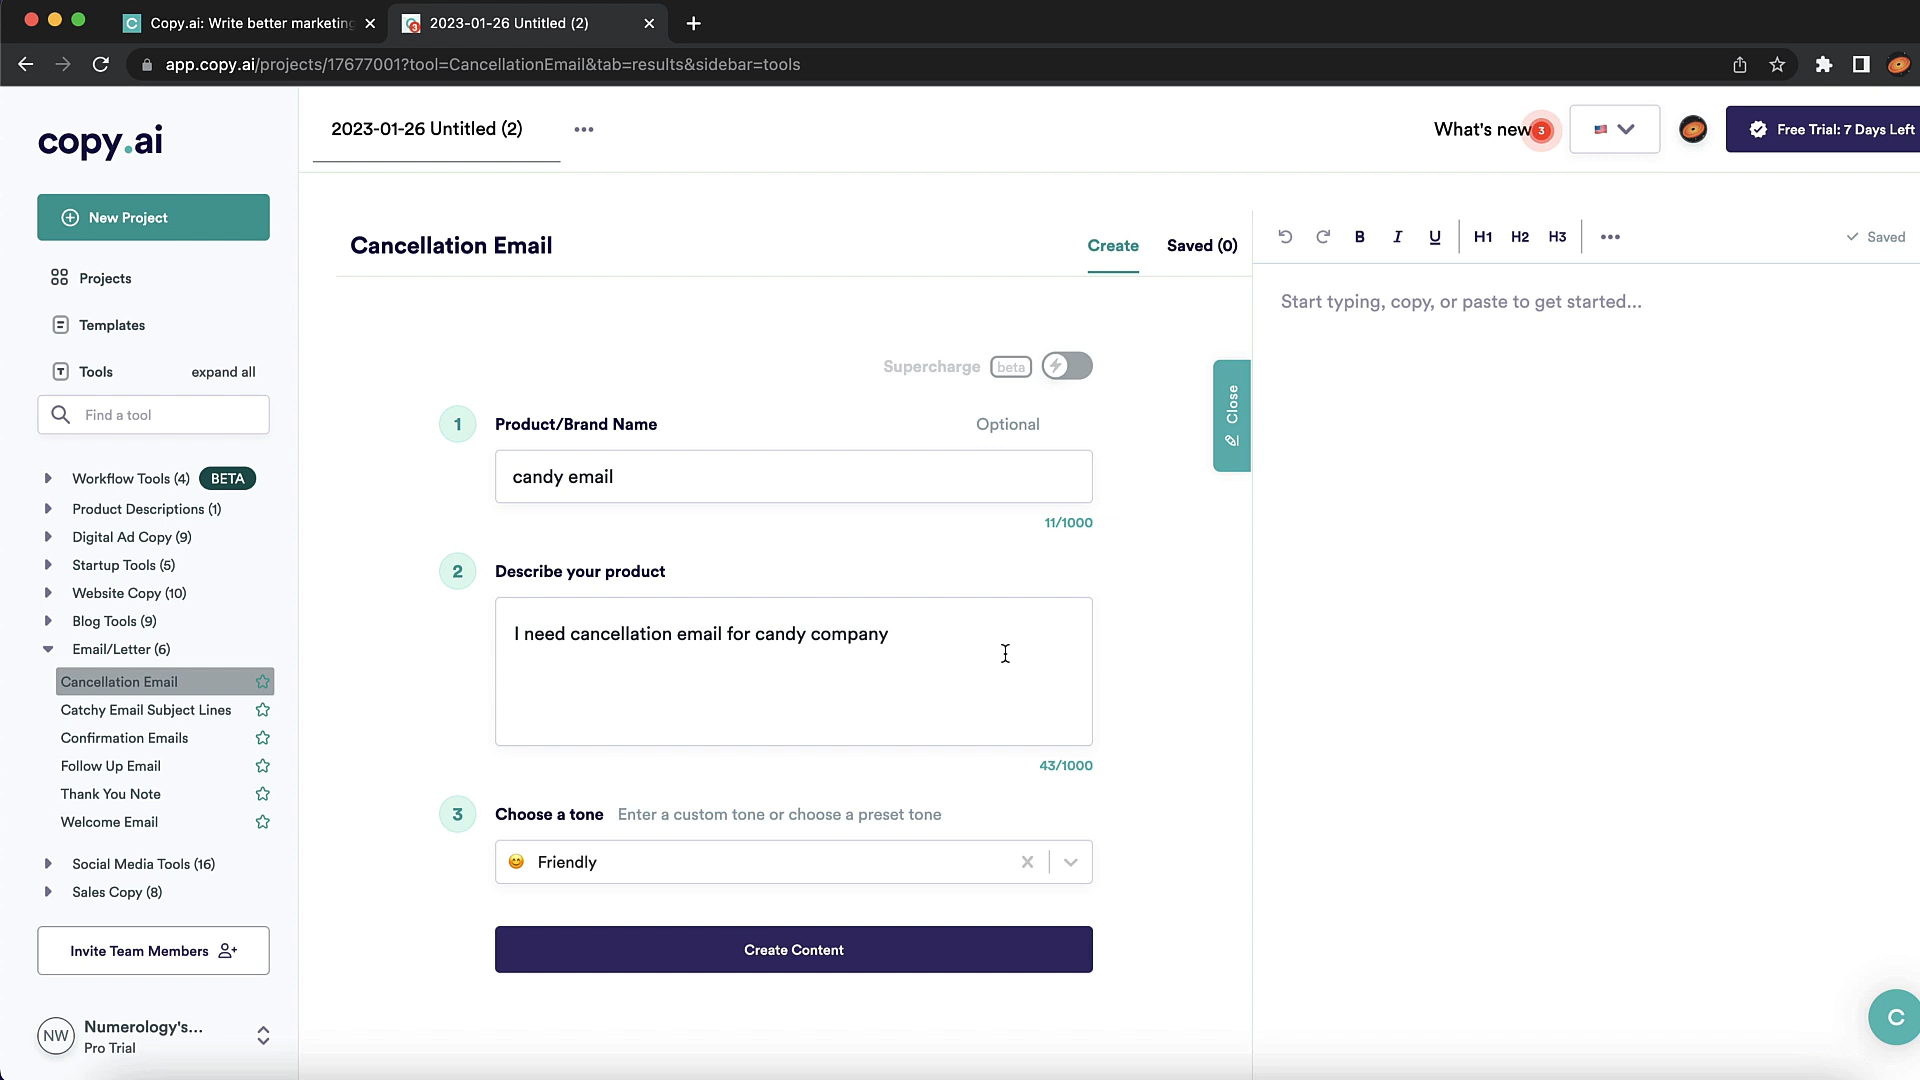 Copy.ai: Write better marketing
2023-01-26 Untitled (2)
app.copy.ai/projects/17677001?tool=CancellationEmail&tab=results&sidebar=tools
copy.ai
2023-01-26 Untitled (2)
What's new
3
Free Trial: 7 Days Left
New Project
Projects
Templates
Tools
expand all
Find a tool
Workflow Tools (4)
BETA
Product Descriptions (1)
Digital Ad Copy (9)
Startup Tools (5)
Website Copy (10)
Blog Tools (9)
Email/Letter (6)
Cancellation Email
Catchy Email Subject Lines
Confirmation Emails
Follow Up Email
Thank You Note
Welcome Email
Social Media Tools (16)
Sales Copy (8)
Invite Team Members
NW
Numerology's...
Pro Trial
Cancellation Email
Create
Saved (0)
Supercharge
beta
1
Product/Brand Name
Optional
candy email
11/1000
2
Describe your product
I need cancellation email for candy company
43/1000
3
Choose a tone
Enter a custom tone or choose a preset tone
Friendly
Create Content
Close
B
I
U
H1
H2
H3
Saved
Start typing, copy, or paste to get started...
C